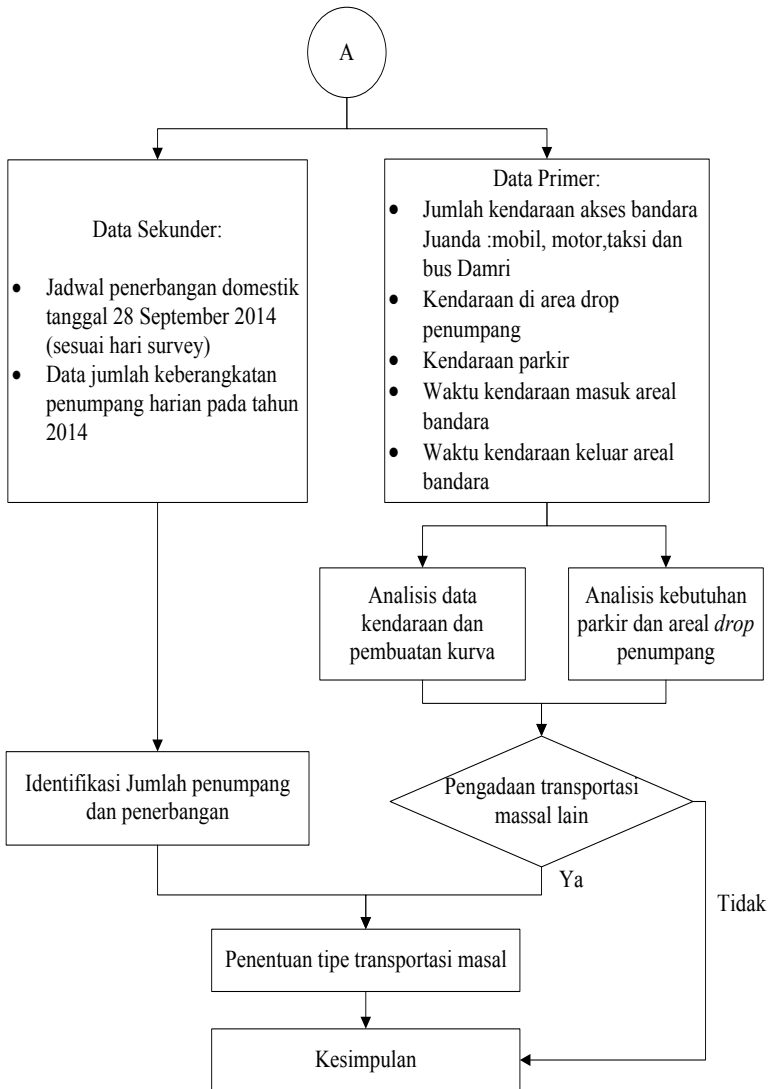 A
Data Sekunder:
• Jadwal penerbangan domestik
tanggal 28 September 2014
(sesuai hari survey)
• Data jumlah keberangkatan
penumpang harian pada tahun
2014
Data Primer:
• Jumlah kendaraan akses bandara
Juanda :mobil, motor,taksi dan
bus Damri
• Kendaraan di area drop
penumpang
• Kendaraan parkir
• Waktu kendaraan masuk areal
bandara
• Waktu kendaraan keluar areal
bandara
Analisis data
kendaraan dan
pembuatan kurva
Analisis kebutuhan
parkir dan areal drop
penumpang
Identifikasi Jumlah penumpang
dan penerbangan
Pengadaan transportasi
massal lain
Ya
Tidak
Penentuan tipe transportasi masal
Kesimpulan